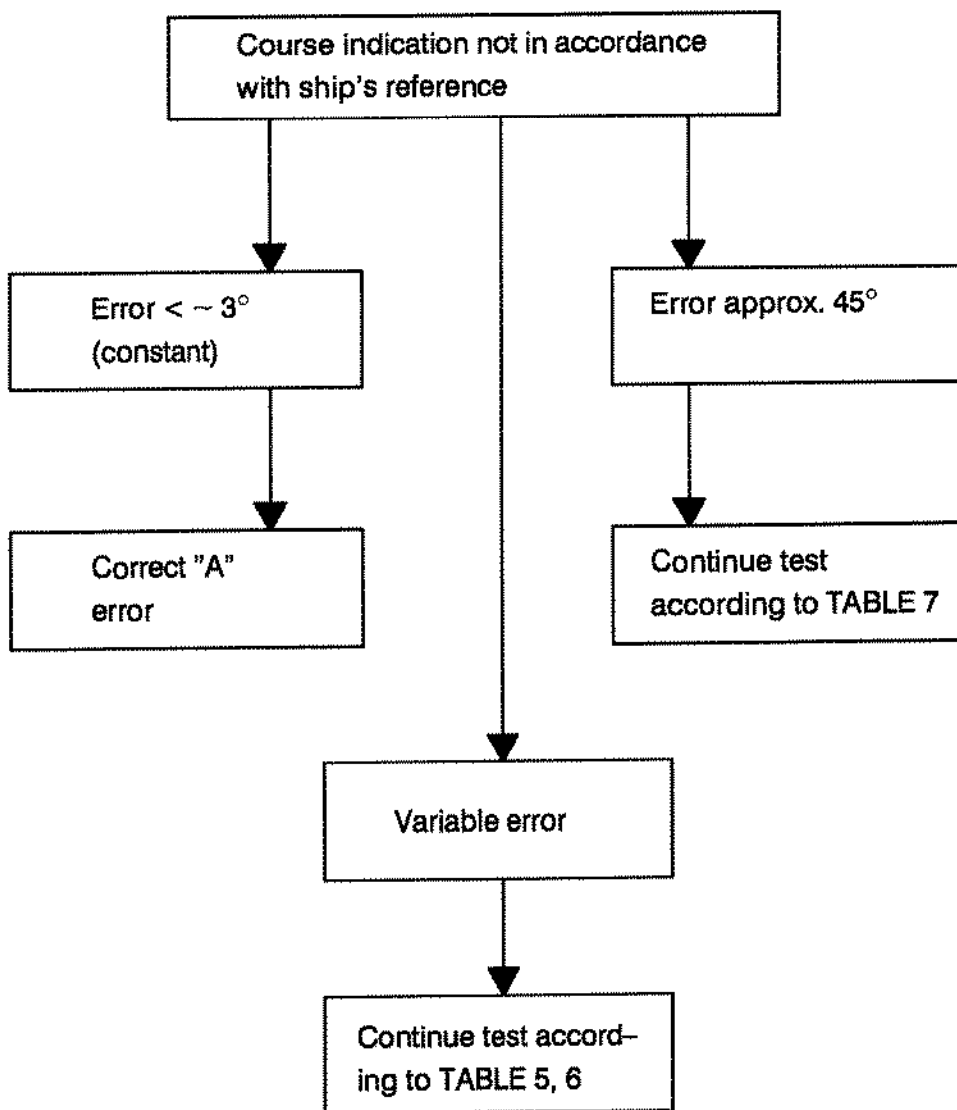 Course indication not in accordance
with ship's reference
Error < ~ 3°
(constant)
Error approx. 45°
Correct "A"
error
Continue test
according to TABLE 7
Variable error
Continue test accord–
ing to TABLE 5, 6